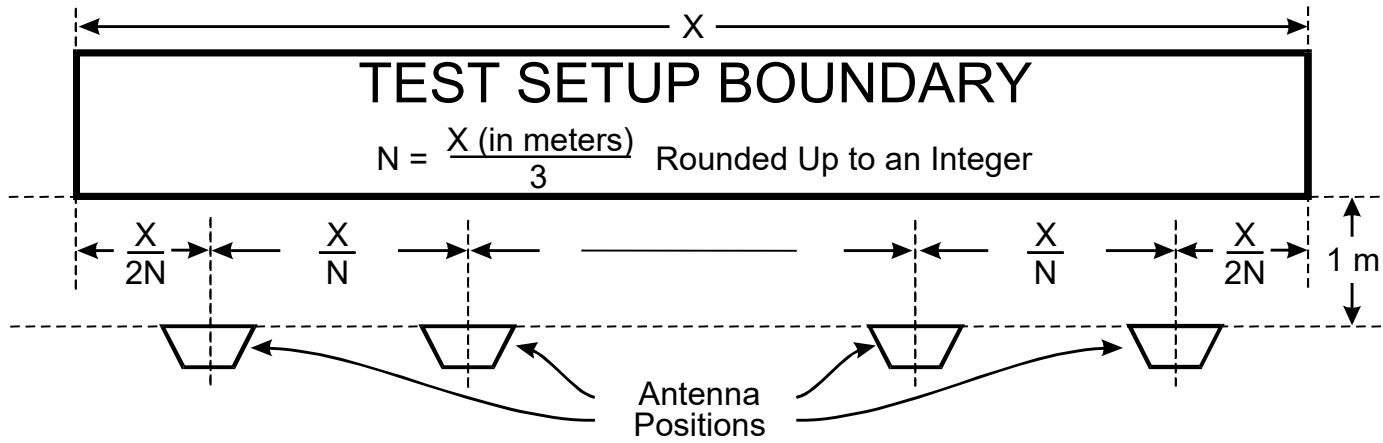 X
TEST SETUP BOUNDARY
N = X (in meters) / 3 Rounded Up to an Integer
X/2N X/N X/N X/2N 1 m
Antenna
Positions